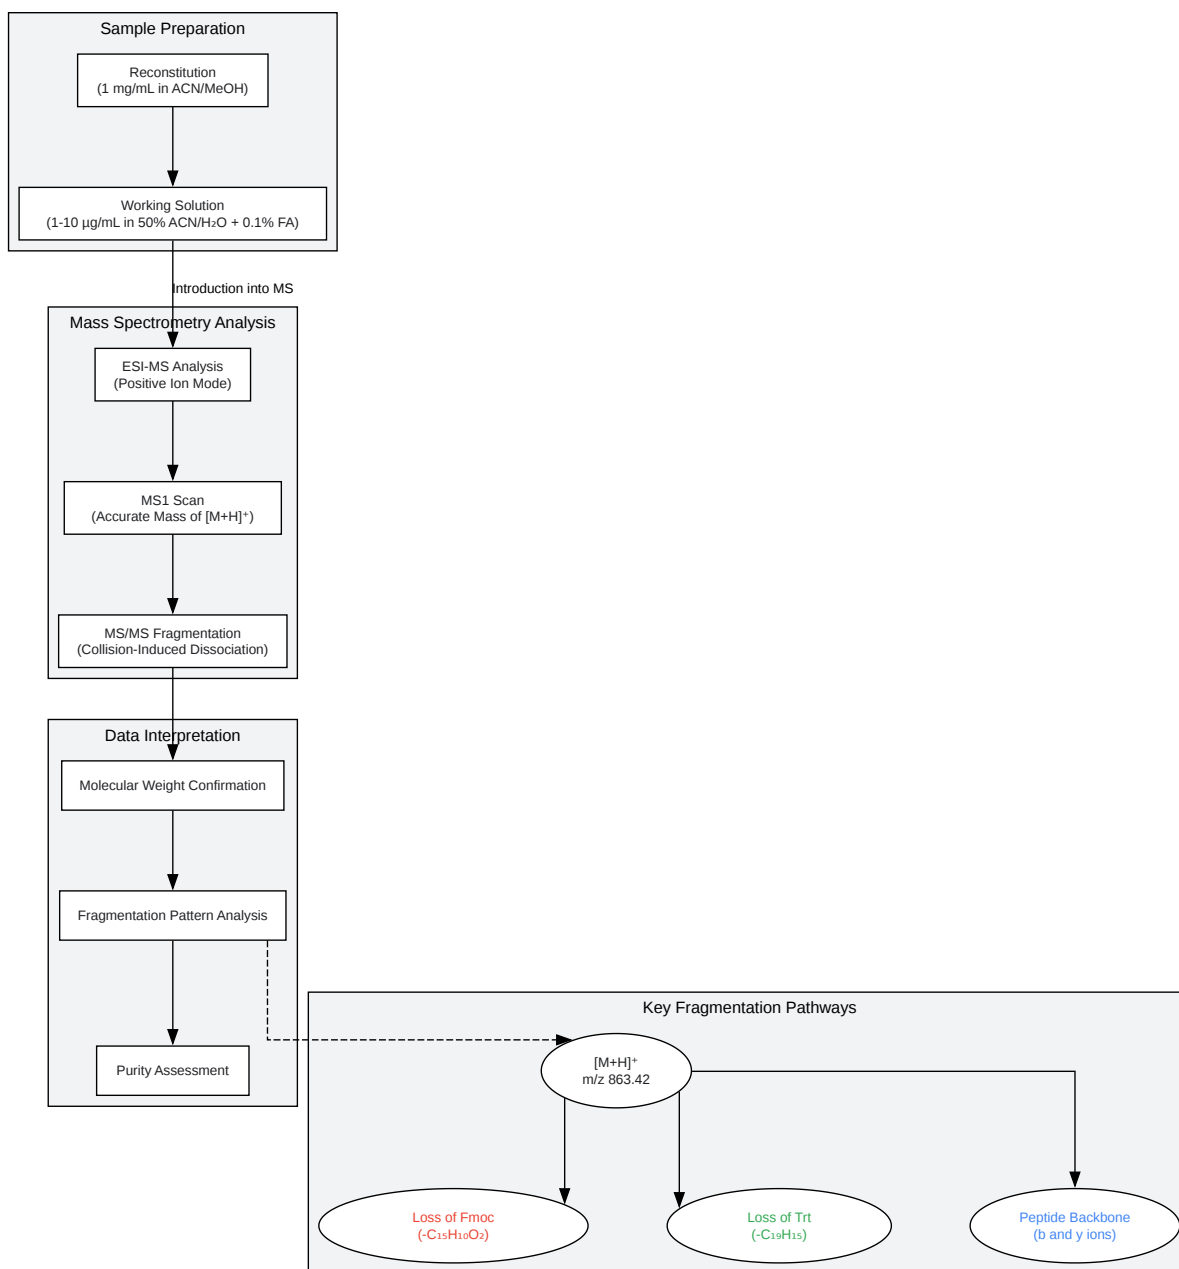 Sample Preparation
Reconstitution
(1 mg/mL in ACN/MeOH)
Working Solution
(1-10 µg/mL in 50% ACN/H₂O + 0.1% FA)
Introduction into MS
Mass Spectrometry Analysis
ESI-MS Analysis
(Positive Ion Mode)
MS1 Scan
(Accurate Mass of [M+H]⁺)
MS/MS Fragmentation
(Collision-Induced Dissociation)
Data Interpretation
Molecular Weight Confirmation
Fragmentation Pattern Analysis
Purity Assessment
Key Fragmentation Pathways
[M+H]⁺
m/z 863.42
Loss of Fmoc
(-C₁₅H₁₀O₂)
Loss of Trt
(-C₁₉H₁₅)
Peptide Backbone
(b and y ions)